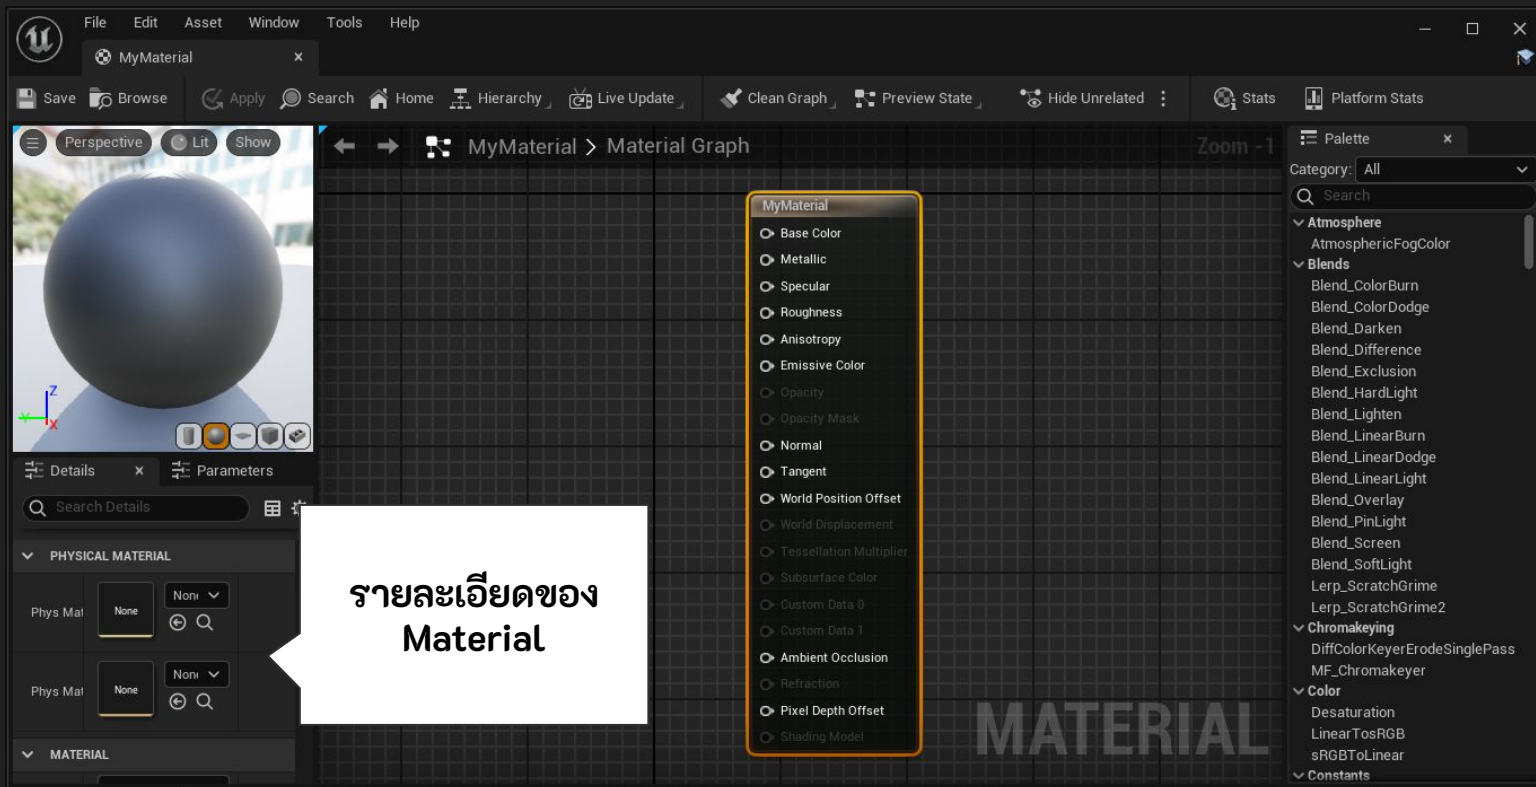 File Edit Asset Window Tools Help
MyMaterial
Save Browse Apply Search Home Hierarchy Live Update Clean Graph Preview State Hide Unrelated Stats Platform Stats
Perspective Lit Show
Z
Y
X
MyMaterial > Material Graph
Zoom -1
MyMaterial
Base Color
Metallic
Specular
Roughness
Anisotropy
Emissive Color
Opacity
Opacity Mask
Normal
Tangent
World Position Offset
World Displacement
Tessellation Multiplier
Subsurface Color
Custom Data 0
Custom Data 1
Ambient Occlusion
Refraction
Pixel Depth Offset
Shading Model
MATERIAL
Details Parameters
Search Details
PHYSICAL MATERIAL
Phys Mat None None
Phys Mat None None
MATERIAL
รายละเอียดของ
Material
Palette
Category: All
Search
Atmosphere
AtmosphericFogColor
Blends
Blend_ColorBurn
Blend_ColorDodge
Blend_Darken
Blend_Difference
Blend_Exclusion
Blend_HardLight
Blend_Lighten
Blend_LinearBurn
Blend_LinearDodge
Blend_LinearLight
Blend_Overlay
Blend_PinLight
Blend_Screen
Blend_SoftLight
Lerp_ScratchGrime
Lerp_ScratchGrime2
Chromakeying
DiffColorKeyerErodeSinglePass
MF_Chromakeyer
Color
Desaturation
LinearTosRGB
sRGBToLinear
Constants